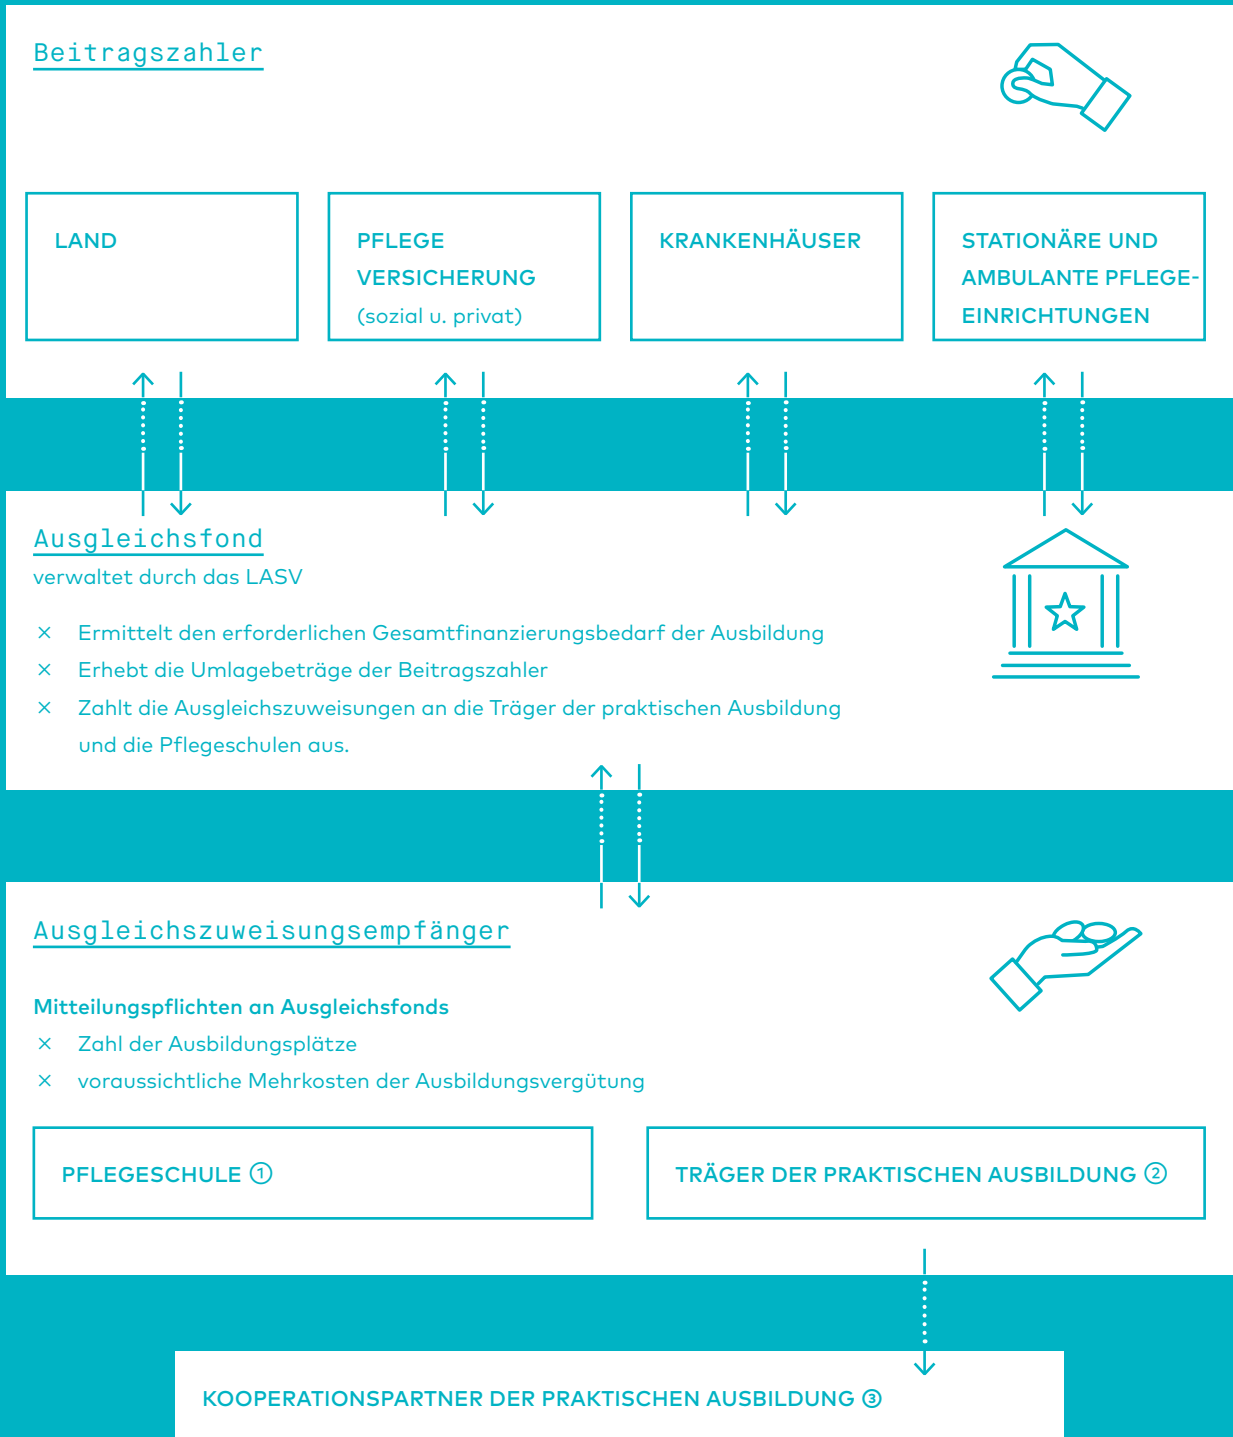 Beitragszahler
LAND
PFLEGE
VERSICHERUNG
(sozial u. privat)
KRANKENHÄUSER
STATIONÄRE UND
AMBULANTE PFLEGE-
EINRICHTUNGEN
Ausgleichsfond
verwaltet durch das LASV
× Ermittelt den erforderlichen Gesamtfinanzierungsbedarf der Ausbildung
× Erhebt die Umlagebeträge der Beitragszahler
× Zahlt die Ausgleichszuweisungen an die Träger der praktischen Ausbildung
und die Pflegeschulen aus.
Ausgleichszuweisungsempfänger
Mitteilungspflichten an Ausgleichsfonds
× Zahl der Ausbildungsplätze
× voraussichtliche Mehrkosten der Ausbildungsvergütung
PFLEGESCHULE ①
TRÄGER DER PRAKTISCHEN AUSBILDUNG ②
KOOPERATIONSPARTNER DER PRAKTISCHEN AUSBILDUNG ③